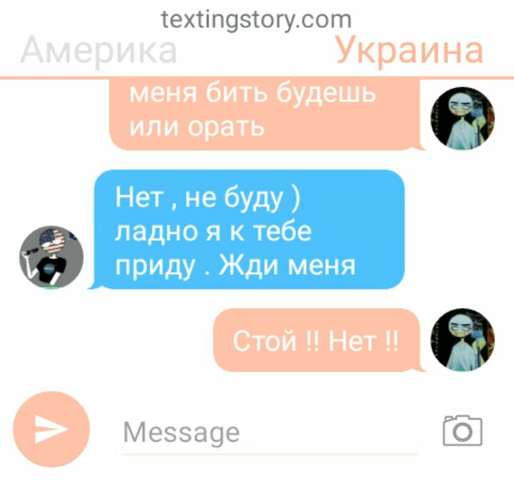 textingstory.com
Америка Украина
меня бить будешь
или орать
Нет , не буду )
ладно я к тебе
приду . Жди меня
Стой !! Нет !!
Message